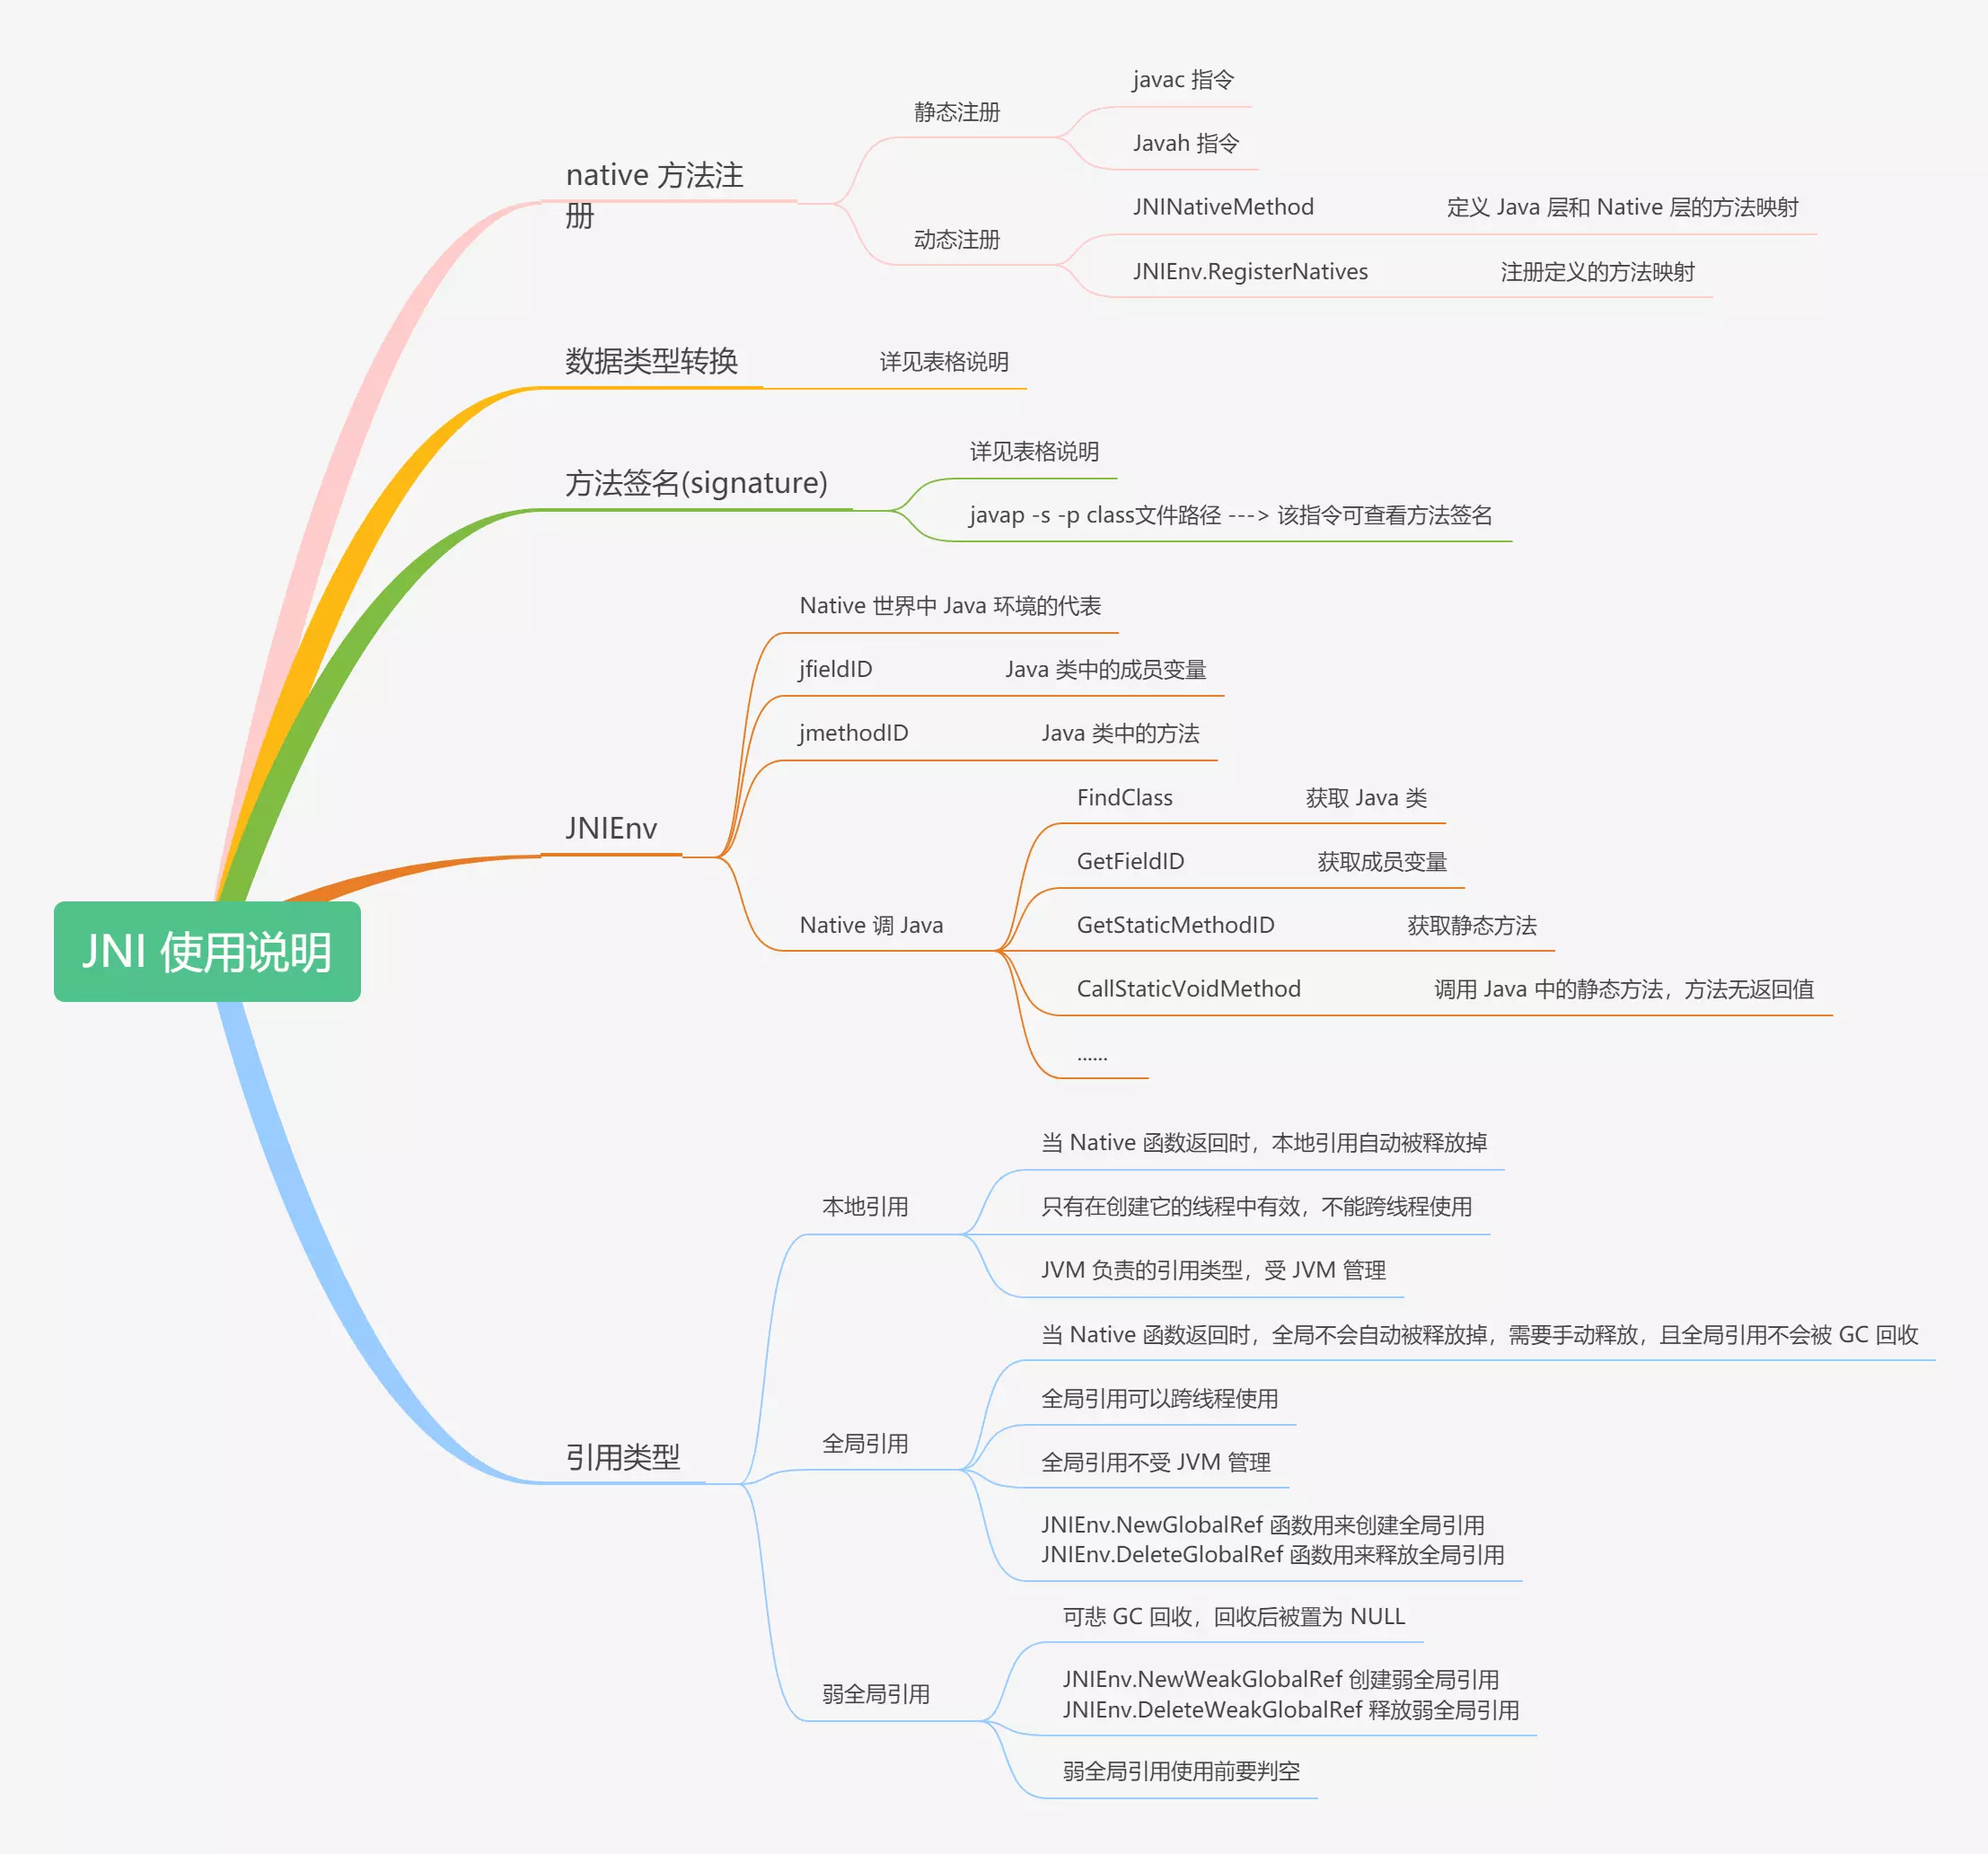 JNI 使用说明
native 方法注
册
静态注册
javac 指令
Javah 指令
动态注册
JNINativeMethod 定义 Java 层和 Native 层的方法映射
JNIEnv.RegisterNatives 注册定义的方法映射
数据类型转换 详见表格说明
方法签名(signature)
详见表格说明
javap -s -p class文件路径 ---> 该指令可查看方法签名
JNIEnv
Native 世界中 Java 环境的代表
jfieldID Java 类中的成员变量
jmethodID Java 类中的方法
Native 调 Java
FindClass 获取 Java 类
GetFieldID 获取成员变量
GetStaticMethodID 获取静态方法
CallStaticVoidMethod 调用 Java 中的静态方法，方法无返回值
......
引用类型
本地引用
当 Native 函数返回时，本地引用自动被释放掉
只有在创建它的线程中有效，不能跨线程使用
JVM 负责的引用类型，受 JVM 管理
全局引用
当 Native 函数返回时，全局不会自动被释放掉，需要手动释放，且全局引用不会被 GC 回收
全局引用可以跨线程使用
全局引用不受 JVM 管理
JNIEnv.NewGlobalRef 函数用来创建全局引用
JNIEnv.DeleteGlobalRef 函数用来释放全局引用
弱全局引用
可悲 GC 回收，回收后被置为 NULL
JNIEnv.NewWeakGlobalRef 创建弱全局引用
JNIEnv.DeleteWeakGlobalRef 释放弱全局引用
弱全局引用使用前要判空